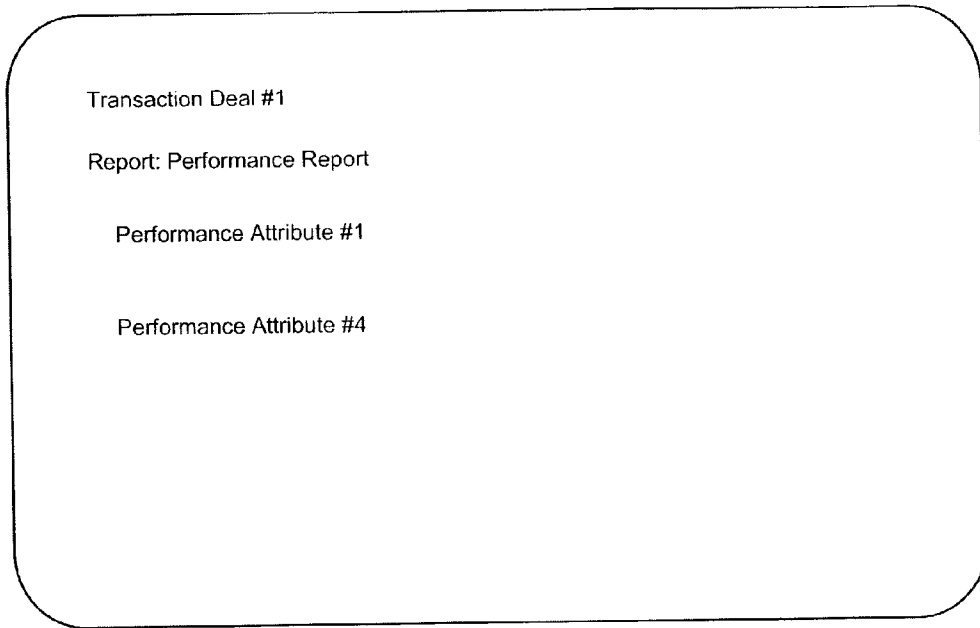 Transaction Deal #1
Report: Performance Report
Performance Attribute #1
Performance Attribute #4